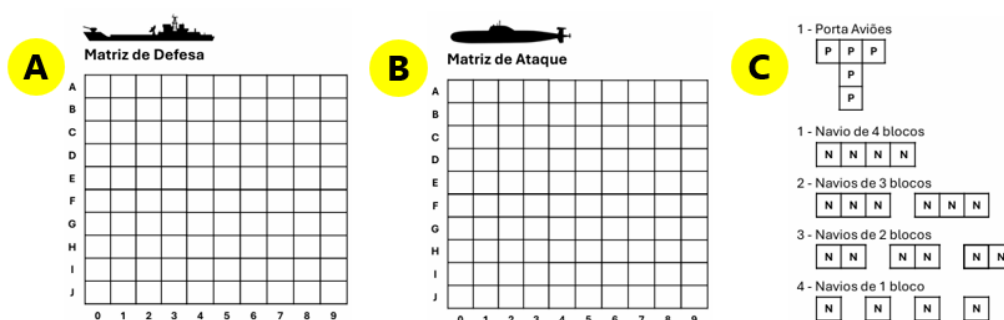 A
Matriz de Defesa
A
B
C
D
E
F
G
H
I
J
0 1 2 3 4 5 6 7 8 9
B
Matriz de Ataque
A
B
C
D
E
F
G
H
I
J
0 1 2 3 4 5 6 7 8 9
C
1 - Porta Aviões
P P P
P
P
1 - Navio de 4 blocos
N N N N
2 - Navios de 3 blocos
N N N N N N
3 - Navios de 2 blocos
N N N N N N
4 - Navios de 1 bloco
N N N N